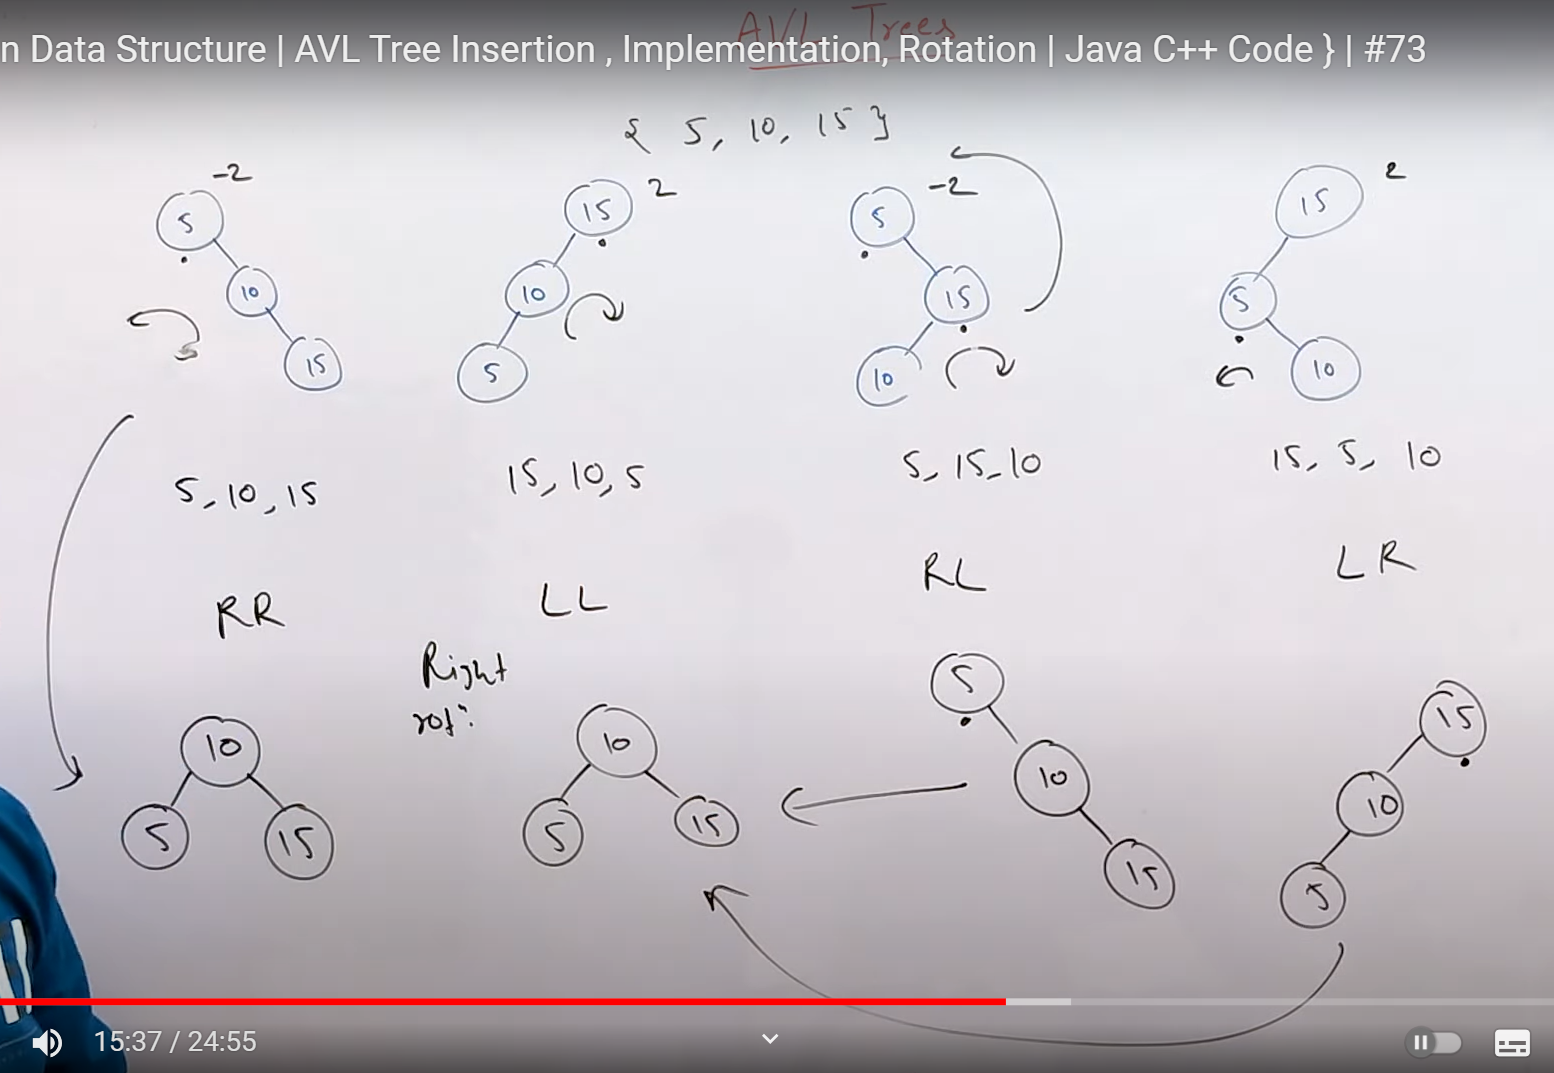 AVL Trees
n Data Structure | AVL Tree Insertion , Implementation, Rotation | Java C++ Code } | #73
{ 5, 10, 15 }
-2
5
10
15
5, 10, 15
RR
10
5
15
2
15
10
5
15, 10, 5
LL
Right
rotn:
10
5
15
-2
5
15
10
5, 15, 10
RL
5
10
15
2
15
5
10
15, 5, 10
LR
15
10
5
15:37 / 24:55